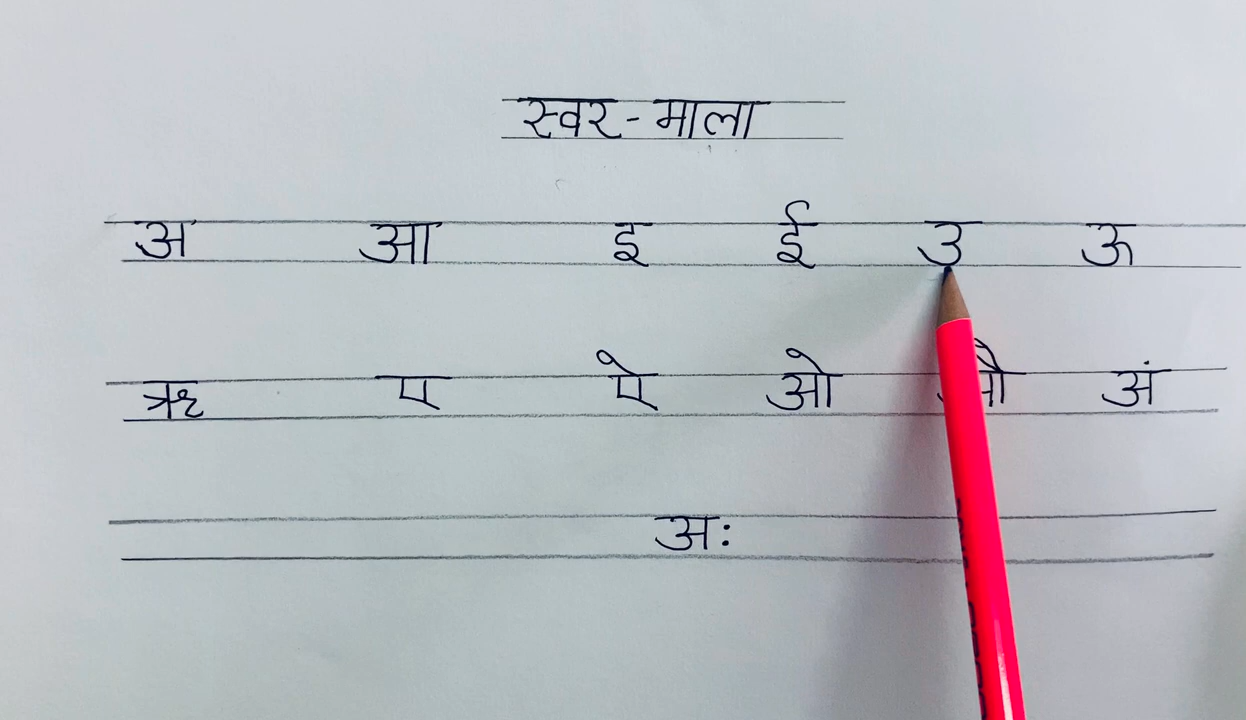 स्वर-माला
अ आ इ ई उ ऊ
ऋ ए ऐ ओ औ अं
अः